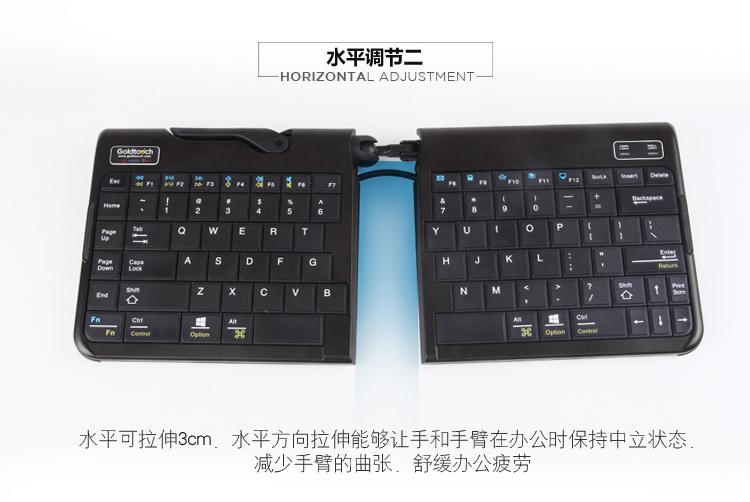 水平调节二
HORIZONTAL ADJUSTMENT
Goldtouch
www.goldtouch.com
Esc F1 F2 F3 F4 F5 F6 F7
Home ~ ` ! 1 @ 2 # 3 $ 4 % 5 ^ 6
Page Up Tab Q W E R T
Page Down Caps Lock A S D F G
End Shift Z X C V B
Fn Fn Ctrl Control Option Alt
F8 F9 F10 F11 F12 ScrLk Insert Delete
& 7 * 8 ( 9 ) 0 — - + = Backspace
Y U I O P { [ } ] | \
H J K L : ; " ' Enter Return
N M < , > . ? / Shift Print Scrn
Alt Option Ctrl Control
水平可拉伸3cm．水平方向拉伸能够让手和手臂在办公时保持中立状态．
减少手臂的曲张．舒缓办公疲劳